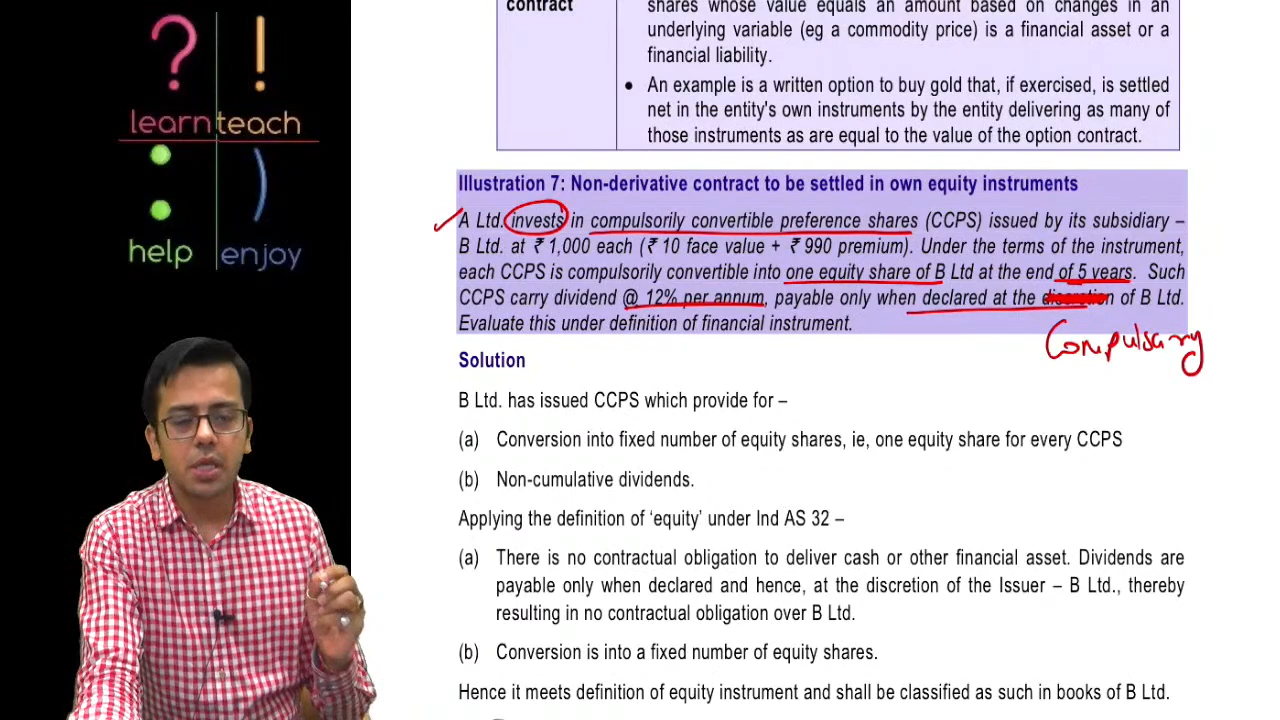 ? !
learn teach
help enjoy
contract
shares whose value equals an amount based on changes in an
underlying variable (eg a commodity price) is a financial asset or a
financial liability.
• An example is a written option to buy gold that, if exercised, is settled
net in the entity's own instruments by the entity delivering as many of
those instruments as are equal to the value of the option contract.
Illustration 7: Non-derivative contract to be settled in own equity instruments
A Ltd. invests in compulsorily convertible preference shares (CCPS) issued by its subsidiary –
B Ltd. at ₹ 1,000 each (₹ 10 face value + ₹ 990 premium). Under the terms of the instrument,
each CCPS is compulsorily convertible into one equity share of B Ltd at the end of 5 years. Such
CCPS carry dividend @ 12% per annum, payable only when declared at the discretion of B Ltd.
Evaluate this under definition of financial instrument.
Compulsary
Solution
B Ltd. has issued CCPS which provide for –
(a) Conversion into fixed number of equity shares, ie, one equity share for every CCPS
(b) Non-cumulative dividends.
Applying the definition of ‘equity’ under Ind AS 32 –
(a) There is no contractual obligation to deliver cash or other financial asset. Dividends are
payable only when declared and hence, at the discretion of the Issuer – B Ltd., thereby
resulting in no contractual obligation over B Ltd.
(b) Conversion is into a fixed number of equity shares.
Hence it meets definition of equity instrument and shall be classified as such in books of B Ltd.